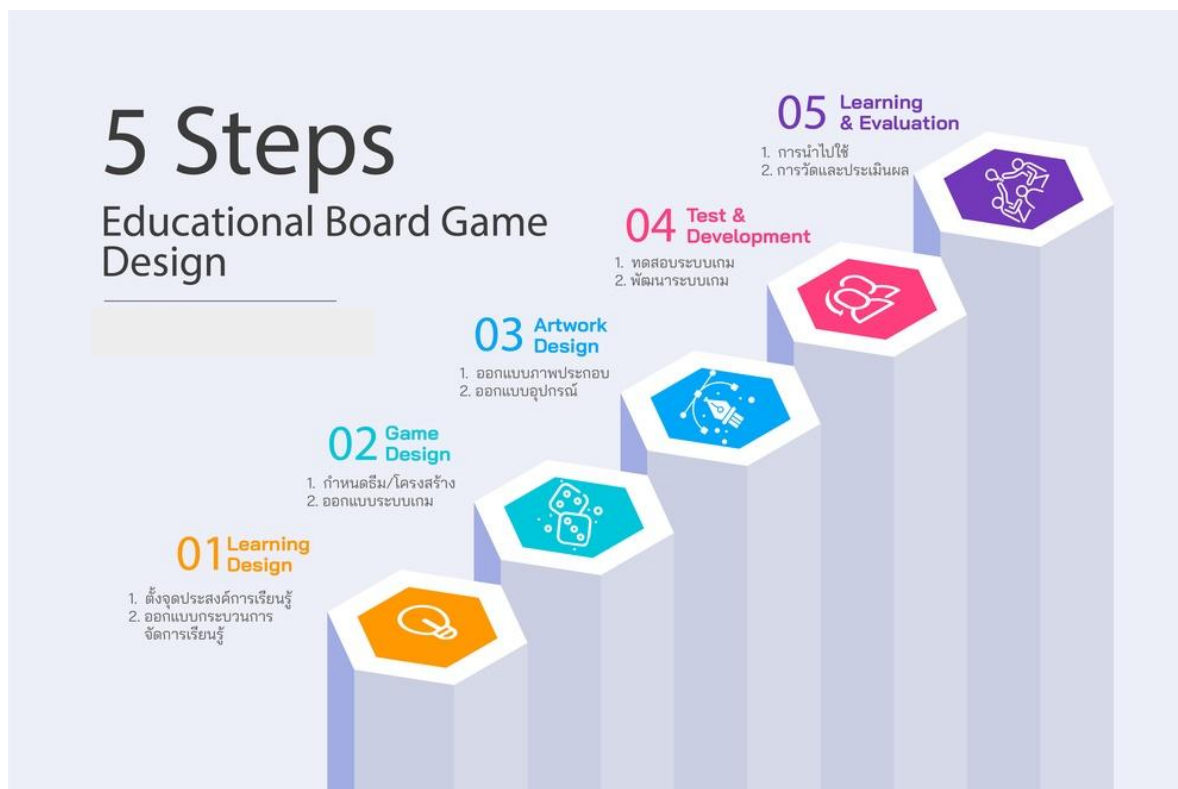 5 Steps
Educational Board Game
Design
01 Learning
Design
1. ตั้งจุดประสงค์การเรียนรู้
2. ออกแบบกระบวนการ
จัดการเรียนรู้
02 Game
Design
1. กำหนดธีม/โครงสร้าง
2. ออกแบบระบบเกม
03 Artwork
Design
1. ออกแบบภาพประกอบ
2. ออกแบบอุปกรณ์
04 Test &
Development
1. ทดสอบระบบเกม
2. พัฒนาระบบเกม
05 Learning
& Evaluation
1. การนำไปใช้
2. การวัดและประเมินผล